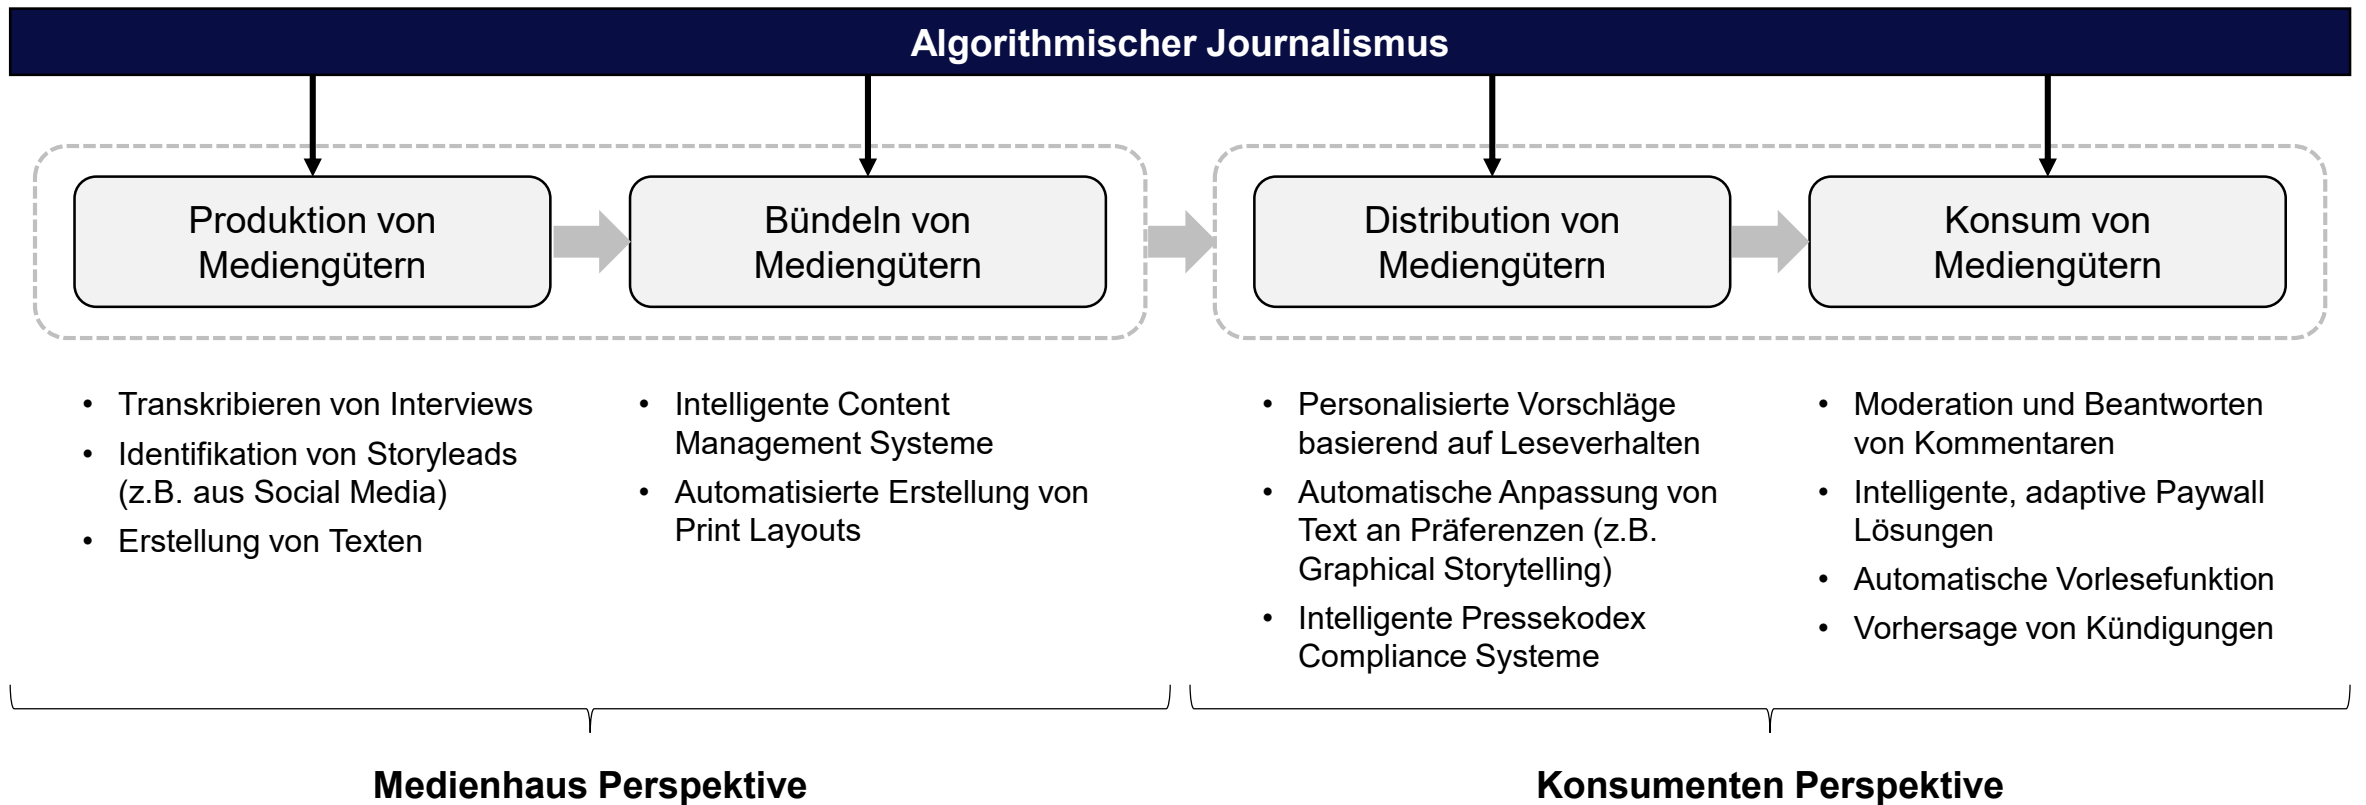 Algorithmischer Journalismus
Produktion von
Mediengütern
Bündeln von
Mediengütern
Distribution von
Mediengütern
Konsum von
Mediengütern
• Transkribieren von Interviews
• Identifikation von Storyleads
(z.B. aus Social Media)
• Erstellung von Texten
• Intelligente Content
Management Systeme
• Automatisierte Erstellung von
Print Layouts
• Personalisierte Vorschläge
basierend auf Leseverhalten
• Automatische Anpassung von
Text an Präferenzen (z.B.
Graphical Storytelling)
• Intelligente Pressekodex
Compliance Systeme
• Moderation und Beantworten
von Kommentaren
• Intelligente, adaptive Paywall
Lösungen
• Automatische Vorlesefunktion
• Vorhersage von Kündigungen
Medienhaus Perspektive
Konsumenten Perspektive